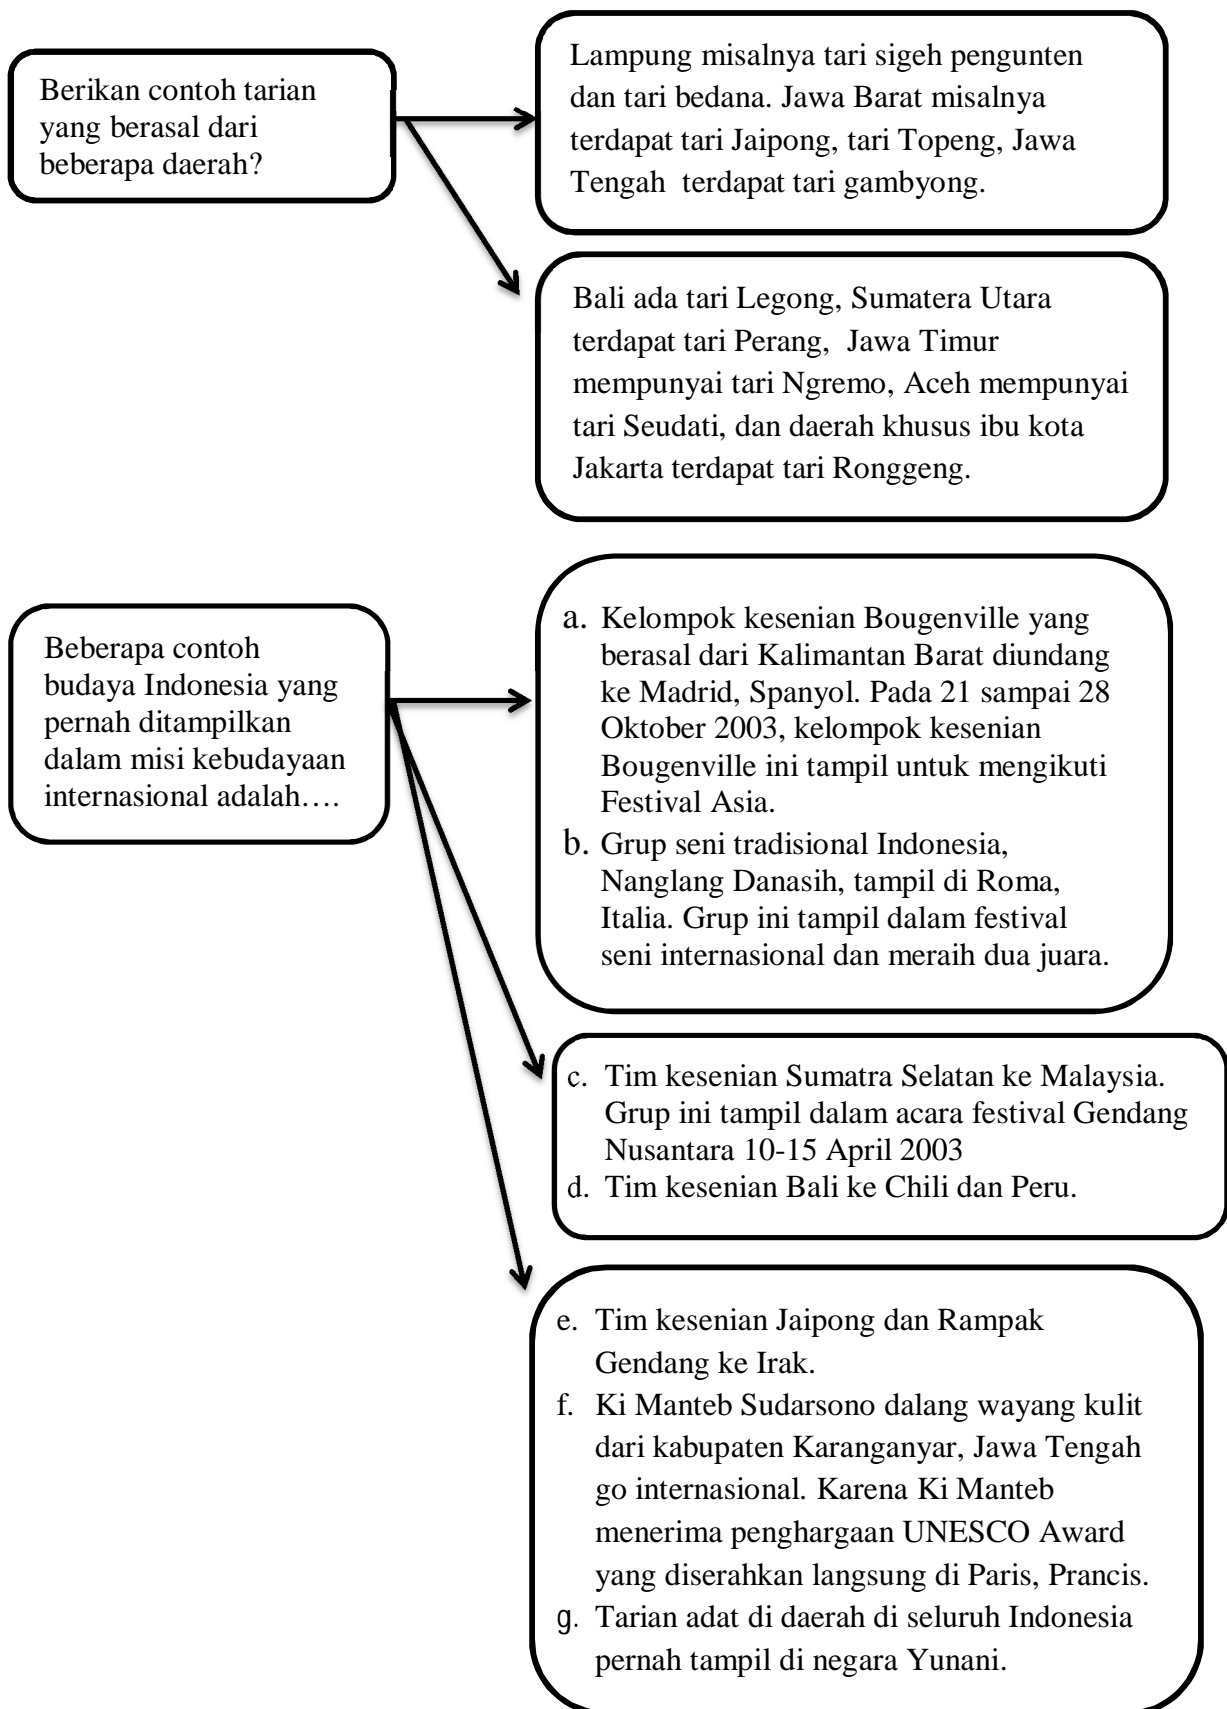 Berikan contoh tarian
yang berasal dari
beberapa daerah?
Lampung misalnya tari sigeh pengunten
dan tari bedana. Jawa Barat misalnya
terdapat tari Jaipong, tari Topeng, Jawa
Tengah terdapat tari gambyong.
Bali ada tari Legong, Sumatera Utara
terdapat tari Perang, Jawa Timur
mempunyai tari Ngremo, Aceh mempunyai
tari Seudati, dan daerah khusus ibu kota
Jakarta terdapat tari Ronggeng.
Beberapa contoh
budaya Indonesia yang
pernah ditampilkan
dalam misi kebudayaan
internasional adalah….
a. Kelompok kesenian Bougenville yang
berasal dari Kalimantan Barat diundang
ke Madrid, Spanyol. Pada 21 sampai 28
Oktober 2003, kelompok kesenian
Bougenville ini tampil untuk mengikuti
Festival Asia.
b. Grup seni tradisional Indonesia,
Nanglang Danasih, tampil di Roma,
Italia. Grup ini tampil dalam festival
seni internasional dan meraih dua juara.
c. Tim kesenian Sumatra Selatan ke Malaysia.
Grup ini tampil dalam acara festival Gendang
Nusantara 10-15 April 2003
d. Tim kesenian Bali ke Chili dan Peru.
e. Tim kesenian Jaipong dan Rampak
Gendang ke Irak.
f. Ki Manteb Sudarsono dalang wayang kulit
dari kabupaten Karanganyar, Jawa Tengah
go internasional. Karena Ki Manteb
menerima penghargaan UNESCO Award
yang diserahkan langsung di Paris, Prancis.
g. Tarian adat di daerah di seluruh Indonesia
pernah tampil di negara Yunani.